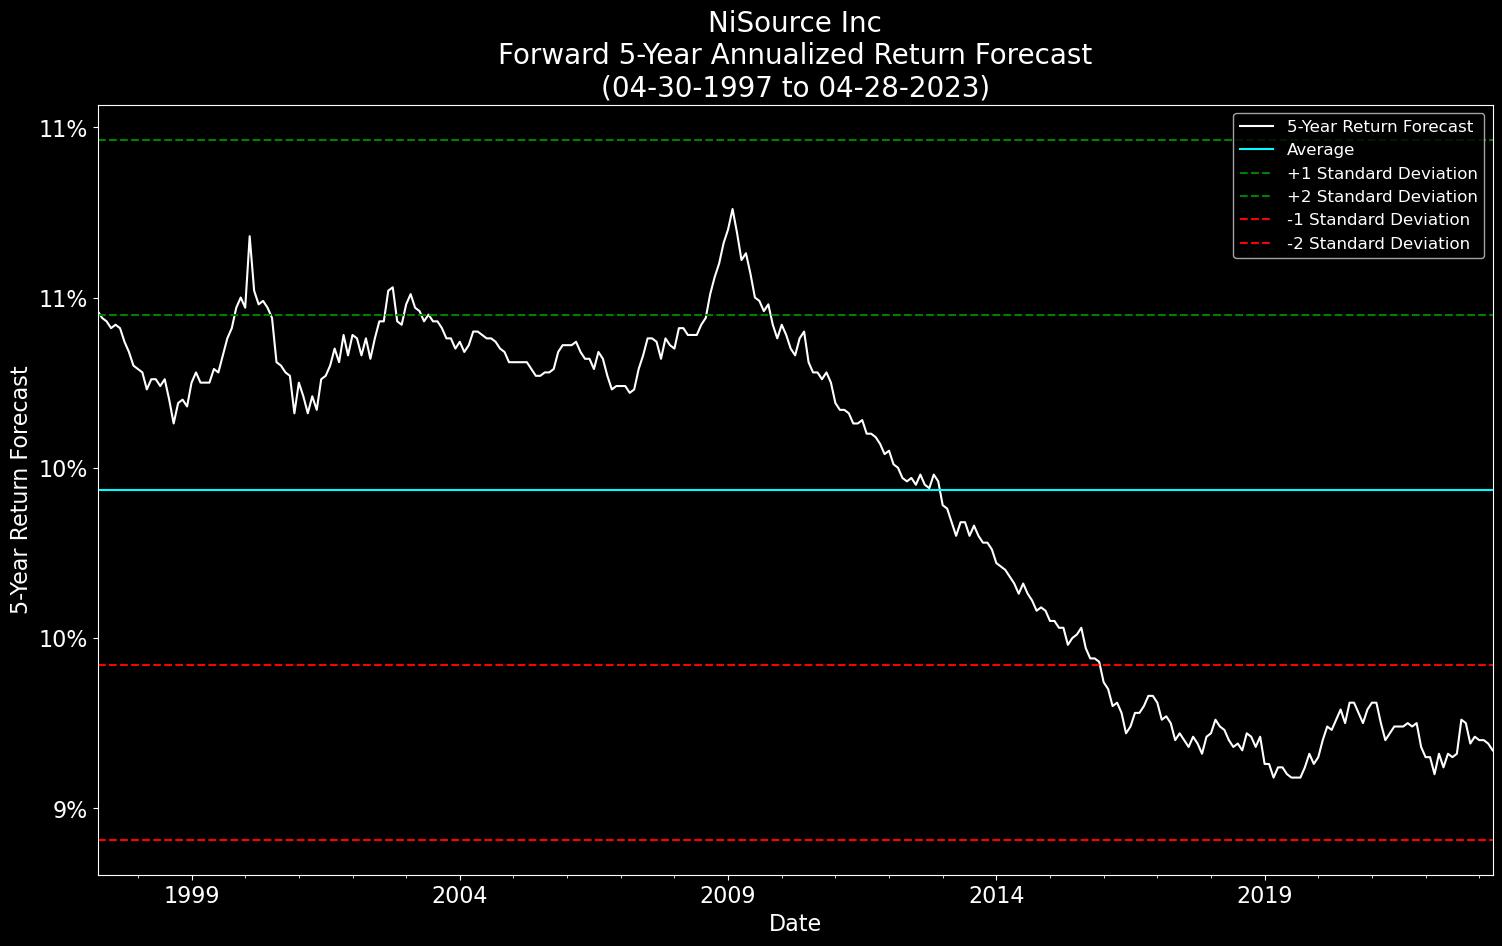 NiSource Inc
Forward 5-Year Annualized Return Forecast
(04-30-1997 to 04-28-2023)
11%
11%
10%
10%
9%
5-Year Return Forecast
5-Year Return Forecast
Average
+1 Standard Deviation
+2 Standard Deviation
-1 Standard Deviation
-2 Standard Deviation
1999
2004
2009
2014
2019
Date